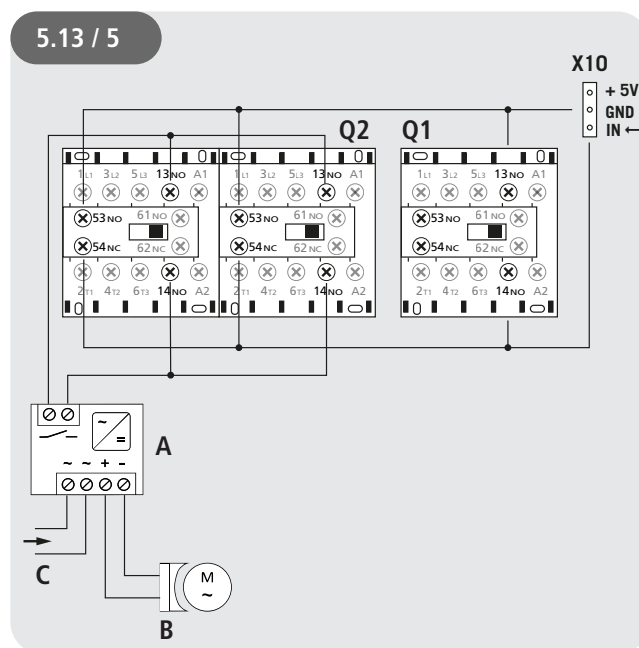 5.13 / 5
X10
+ 5V
GND
IN ←
Q2 Q1
1L1 3L2 5L3 13NO A1 1L1 3L2 5L3 13NO A1 1L1 3L2 5L3 13NO A1
53NO 61NO 53NO 61NO 53NO 61NO
54NC 62NC 54NC 62NC 54NC 62NC
2T1 4T2 6T3 14NO A2 2T1 4T2 6T3 14NO A2 2T1 4T2 6T3 14NO A2
~
=
A
~ ~ + -
C
M
~
B